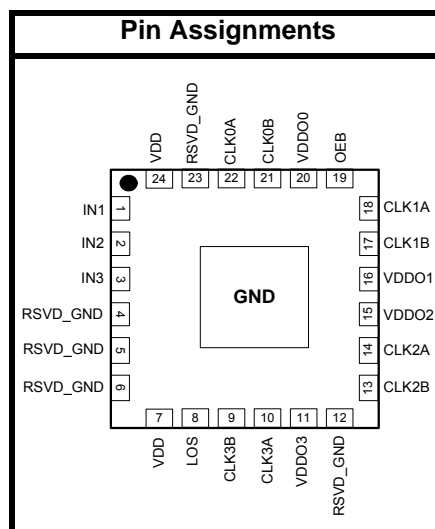 Pin Assignments
VDD
RSVD_GND
CLK0A
CLK0B
VDDO0
OEB
24
23
22
21
20
19
IN1
1
IN2
2
IN3
3
RSVD_GND
4
RSVD_GND
5
RSVD_GND
6
GND
18
CLK1A
17
CLK1B
16
VDDO1
15
VDDO2
14
CLK2A
13
CLK2B
7
8
9
10
11
12
VDD
LOS
CLK3B
CLK3A
VDDO3
RSVD_GND